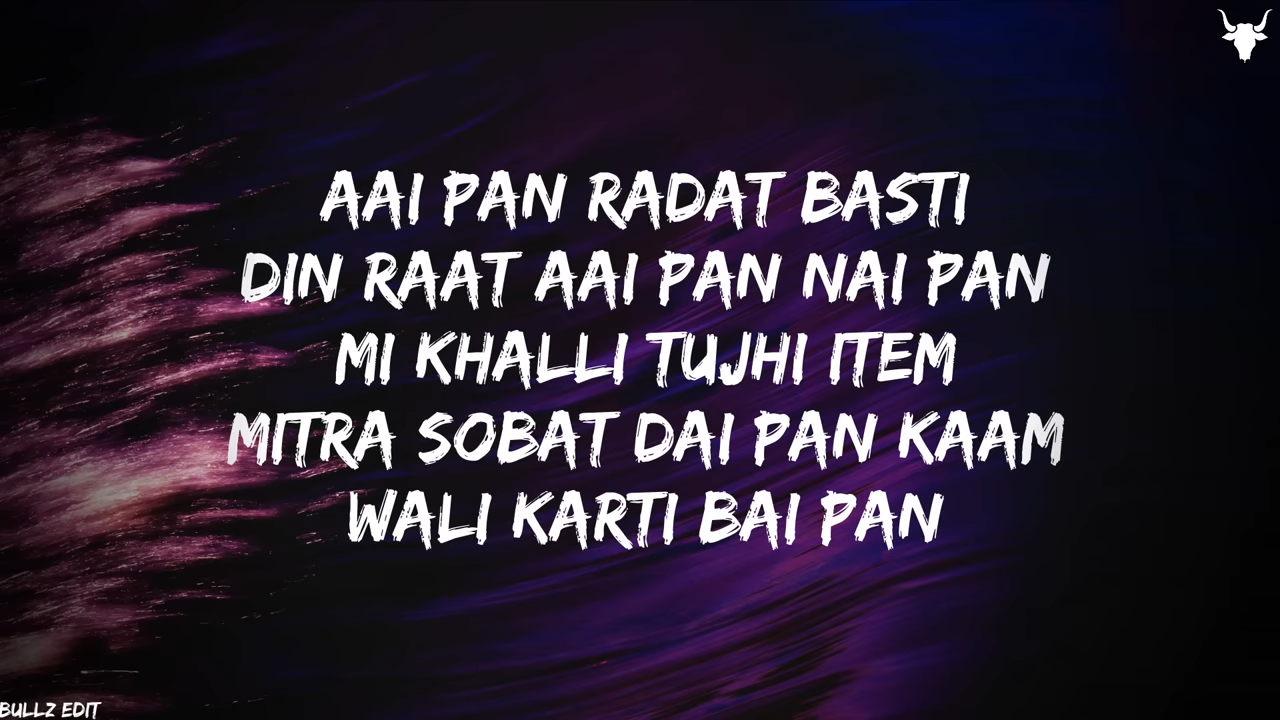 AAI PAN RADAT BASTI
DIN RAAT AAI PAN NAI PAN
MI KHALLI TUJHI ITEM
MITRA SOBAT DAI PAN KAAM
WALI KARTI BAI PAN
BULLZ EDIT